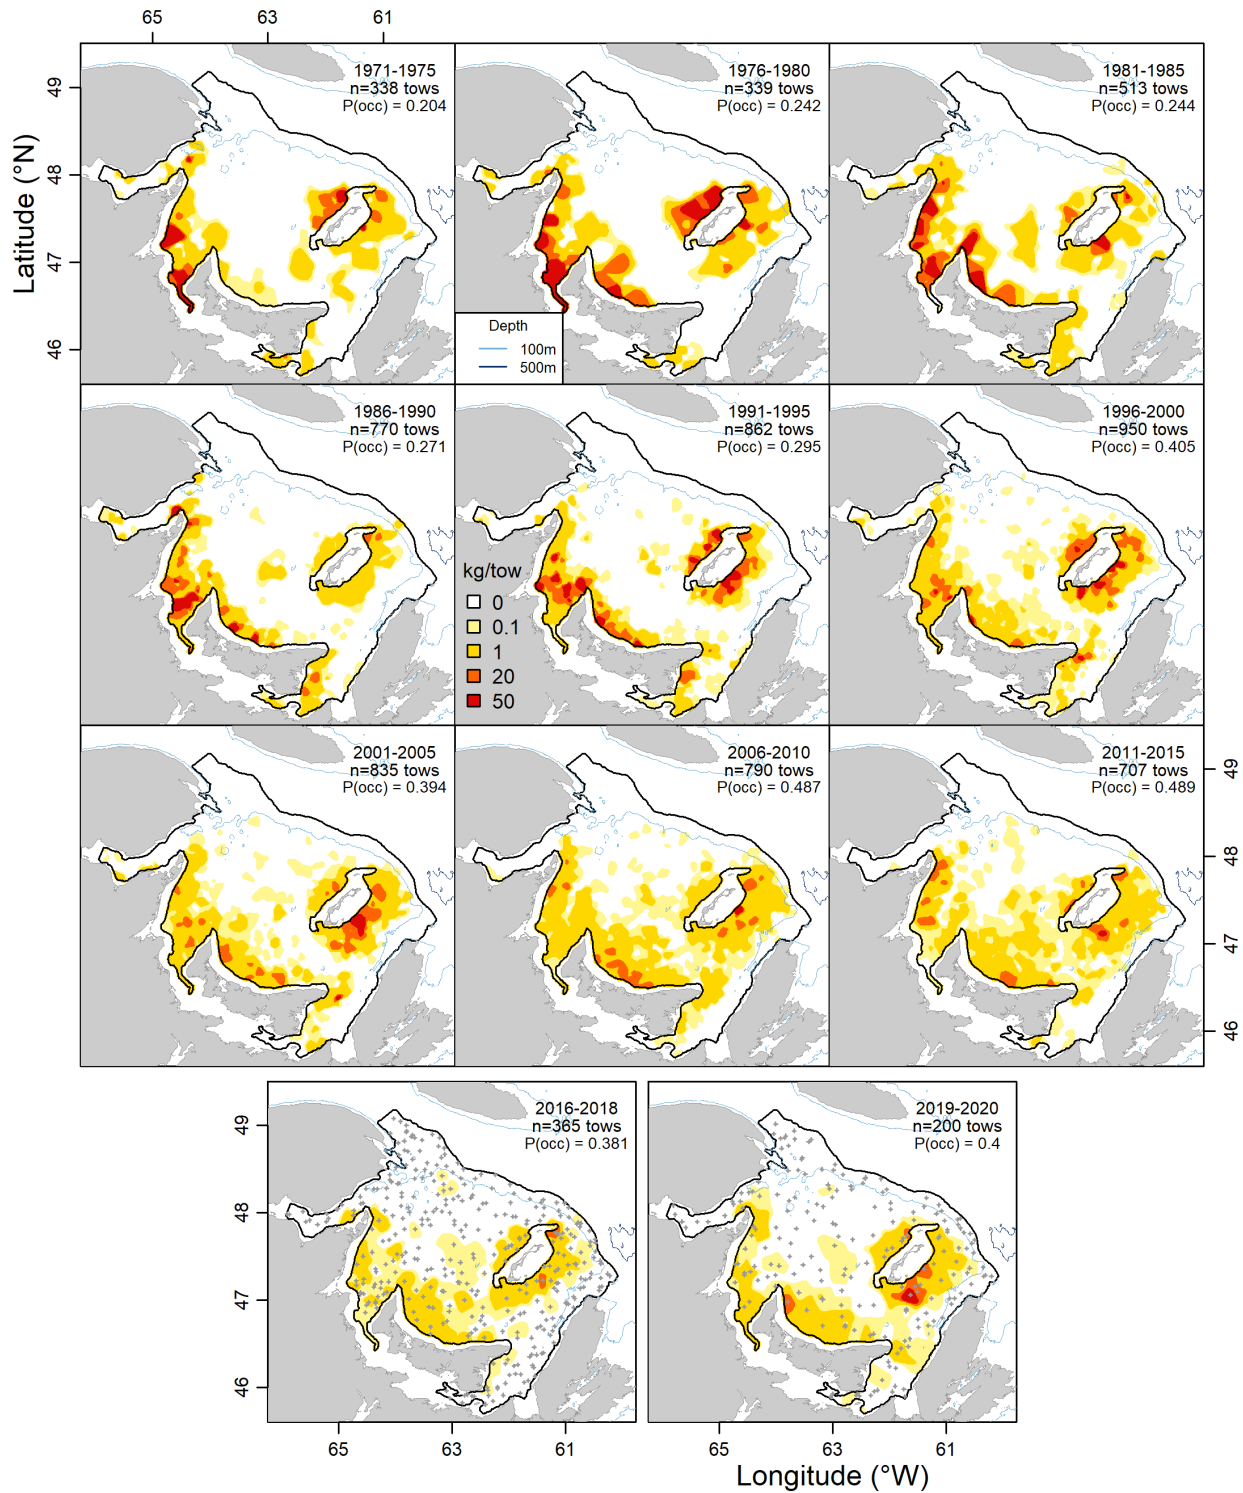 65 63 61
1971-1975
n=338 tows
P(occ) = 0.204
1976-1980
n=339 tows
P(occ) = 0.242
1981-1985
n=513 tows
P(occ) = 0.244
49
48
47
46
Latitude (°N)
Depth
100m
500m
1986-1990
n=770 tows
P(occ) = 0.271
1991-1995
n=862 tows
P(occ) = 0.295
1996-2000
n=950 tows
P(occ) = 0.405
kg/tow
0
0.1
1
20
50
2001-2005
n=835 tows
P(occ) = 0.394
2006-2010
n=790 tows
P(occ) = 0.487
2011-2015
n=707 tows
P(occ) = 0.489
49
48
47
46
2016-2018
n=365 tows
P(occ) = 0.381
2019-2020
n=200 tows
P(occ) = 0.4
49
48
47
46
65 63 61
65 63 61
Longitude (°W)